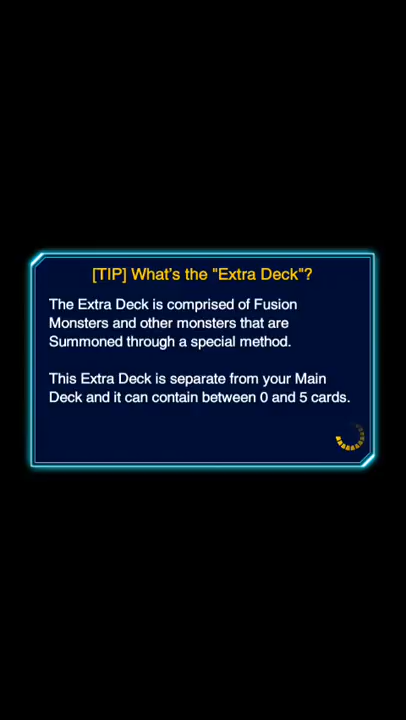 [TIP] What's the "Extra Deck"?
The Extra Deck is comprised of Fusion
Monsters and other monsters that are
Summoned through a special method.
This Extra Deck is separate from your Main
Deck and it can contain between 0 and 5 cards.